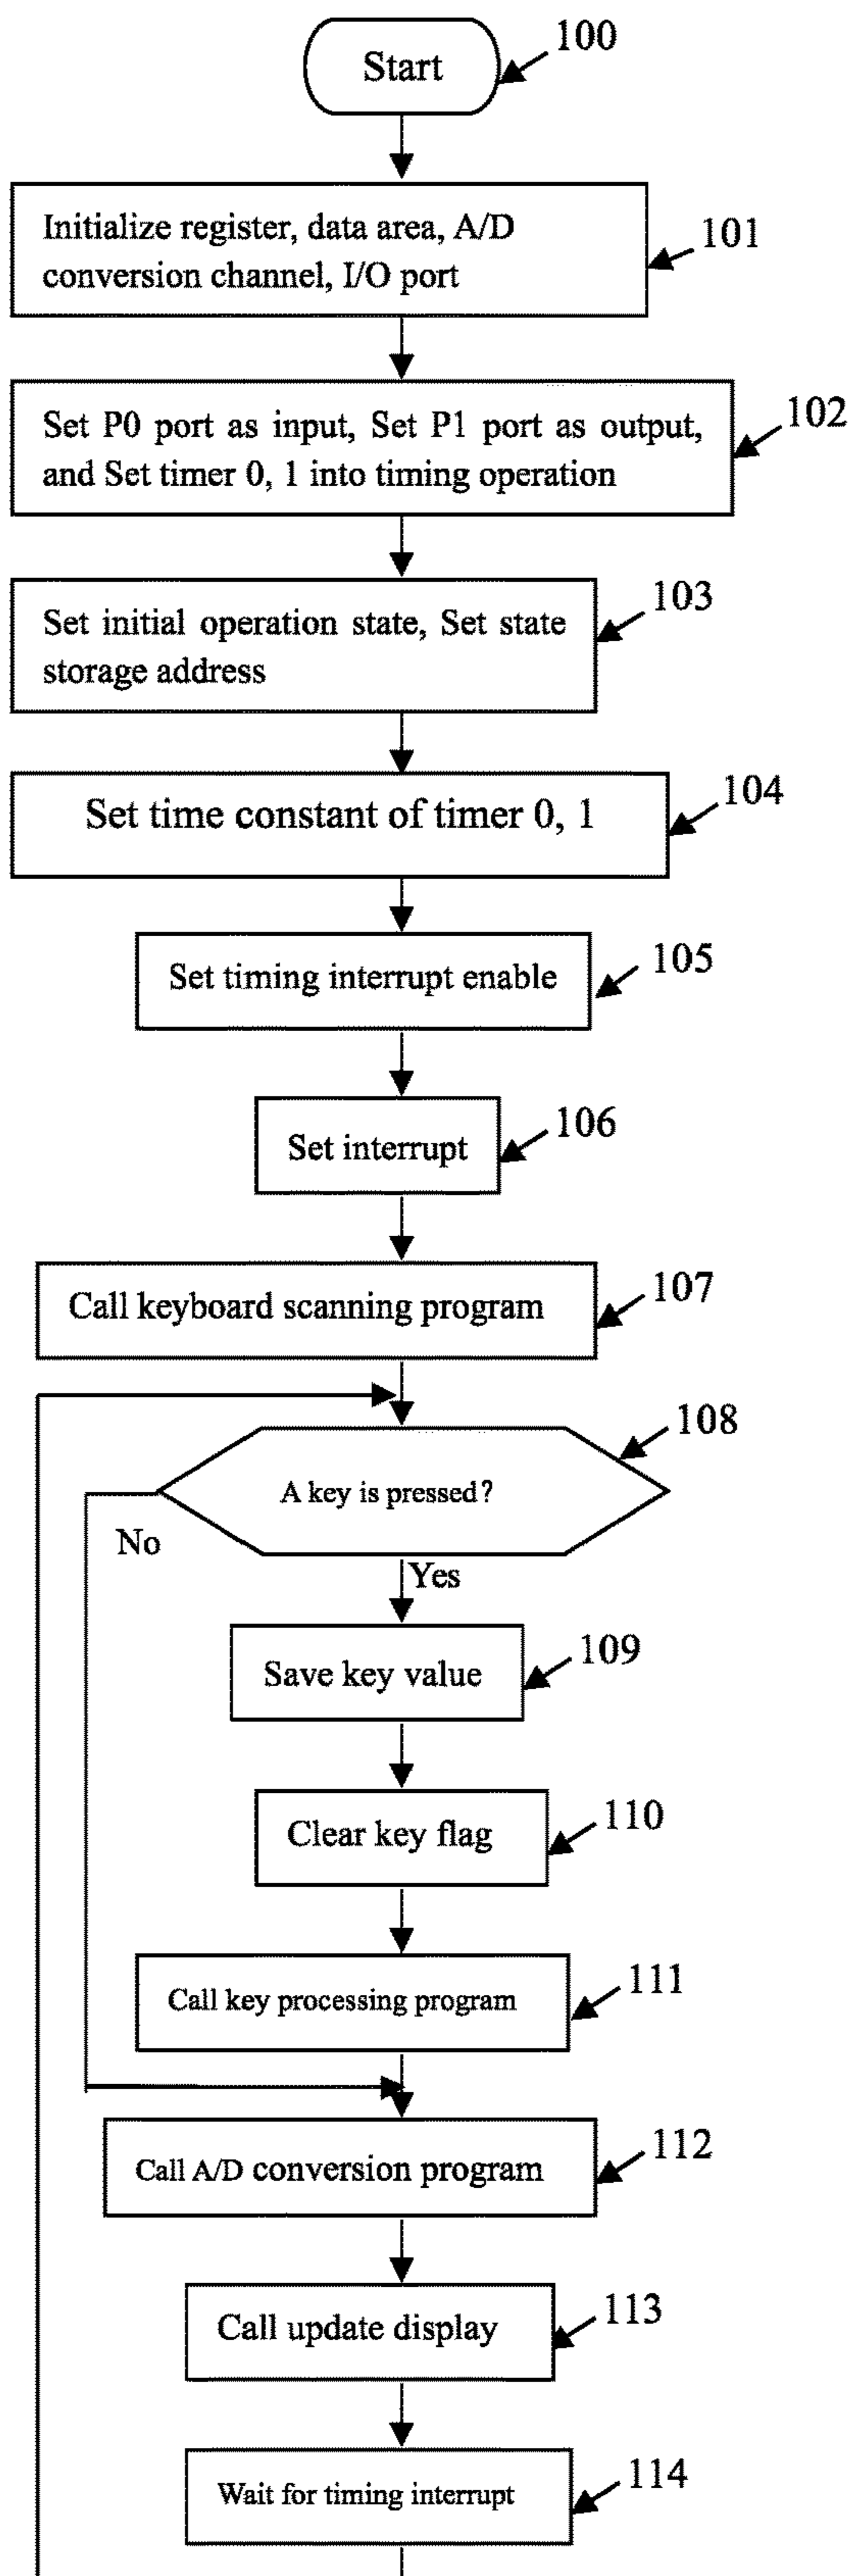 Start
100
Initialize register, data area, A/D
conversion channel, I/O port
101
Set P0 port as input, Set P1 port as output,
and Set timer 0, 1 into timing operation
102
Set initial operation state, Set state
storage address
103
Set time constant of timer 0, 1
104
Set timing interrupt enable
105
Set interrupt
106
Call keyboard scanning program
107
A key is pressed?
108
No
Yes
Save key value
109
Clear key flag
110
Call key processing program
111
Call A/D conversion program
112
Call update display
113
Wait for timing interrupt
114